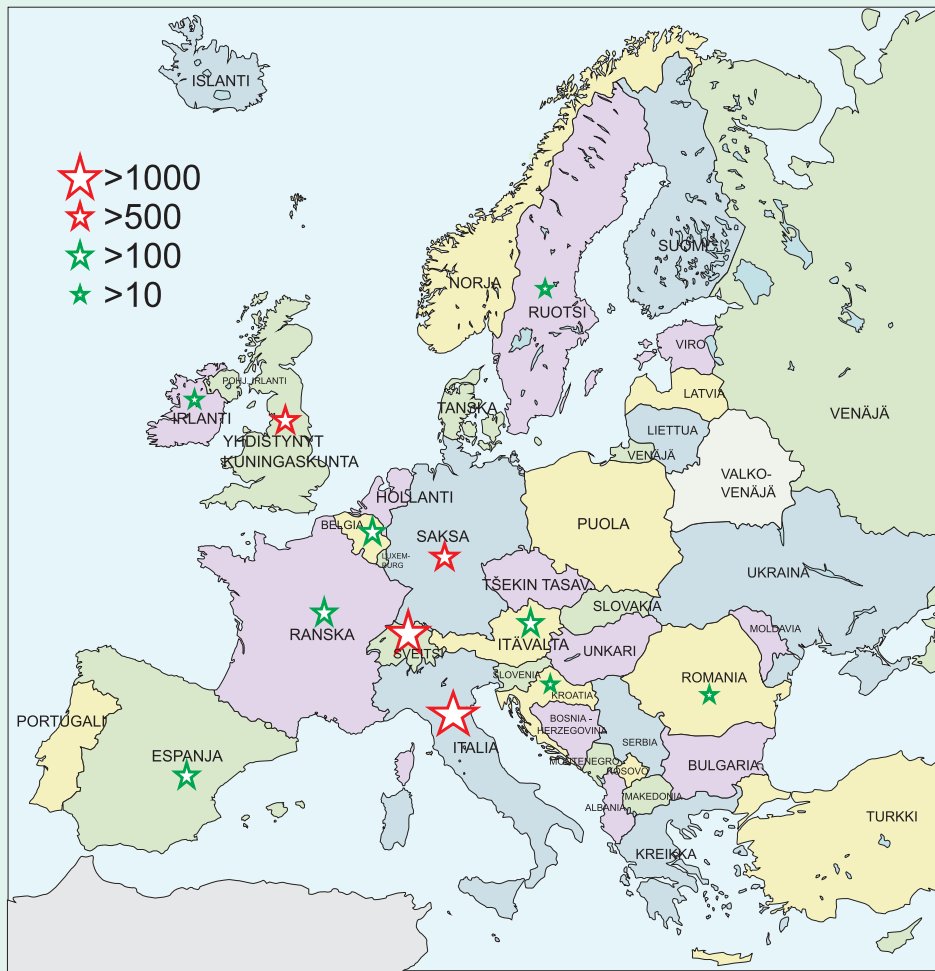 ISLANTI
>1000
>500
>100
>10
SUOMI
NORJA
RUOTSI
VIRO
POHJ. IRLANTI
LATVIA
TANSKA
VENÄJÄ
IRLANTI
LIETTUA
YHDISTYNYT
KUNINGASKUNTA
VENÄJÄ
VALKO-
VENÄJÄ
HOLLANTI
BELGIA
PUOLA
SAKSA
LUXEM-
BURG
UKRAINA
TŠEKIN TASAV.
SLOVAKIA
RANSKA
MOLDAVIA
ITÄVALTA
SVEITSI
UNKARI
SLOVENIA
ROMANIA
KROATIA
PORTUGALI
BOSNIA -
HERZEGOVINA
ITALIA
SERBIA
ESPANJA
MONTENEGRO
KOSOVO
BULGARIA
MAKEDONIA
ALBANIA
TURKKI
KREIKKA